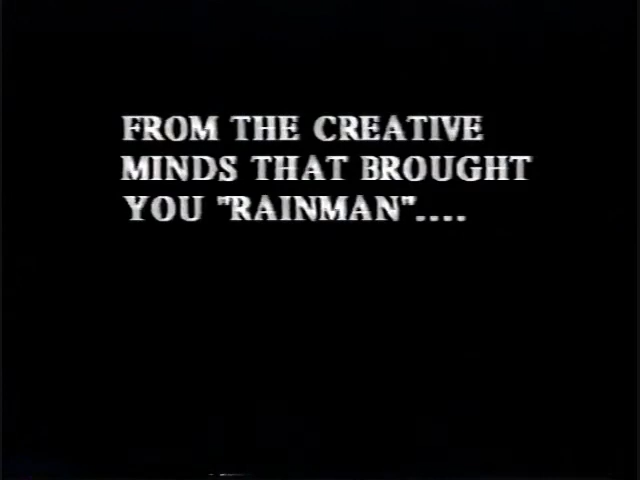 FROM THE CREATIVE
MINDS THAT BROUGHT
YOU "RAINMAN"....